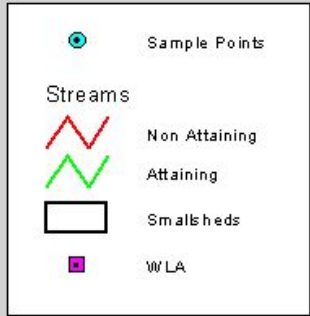 Sample Points
Streams
Non Attaining
Attaining
Smallsheds
WLA